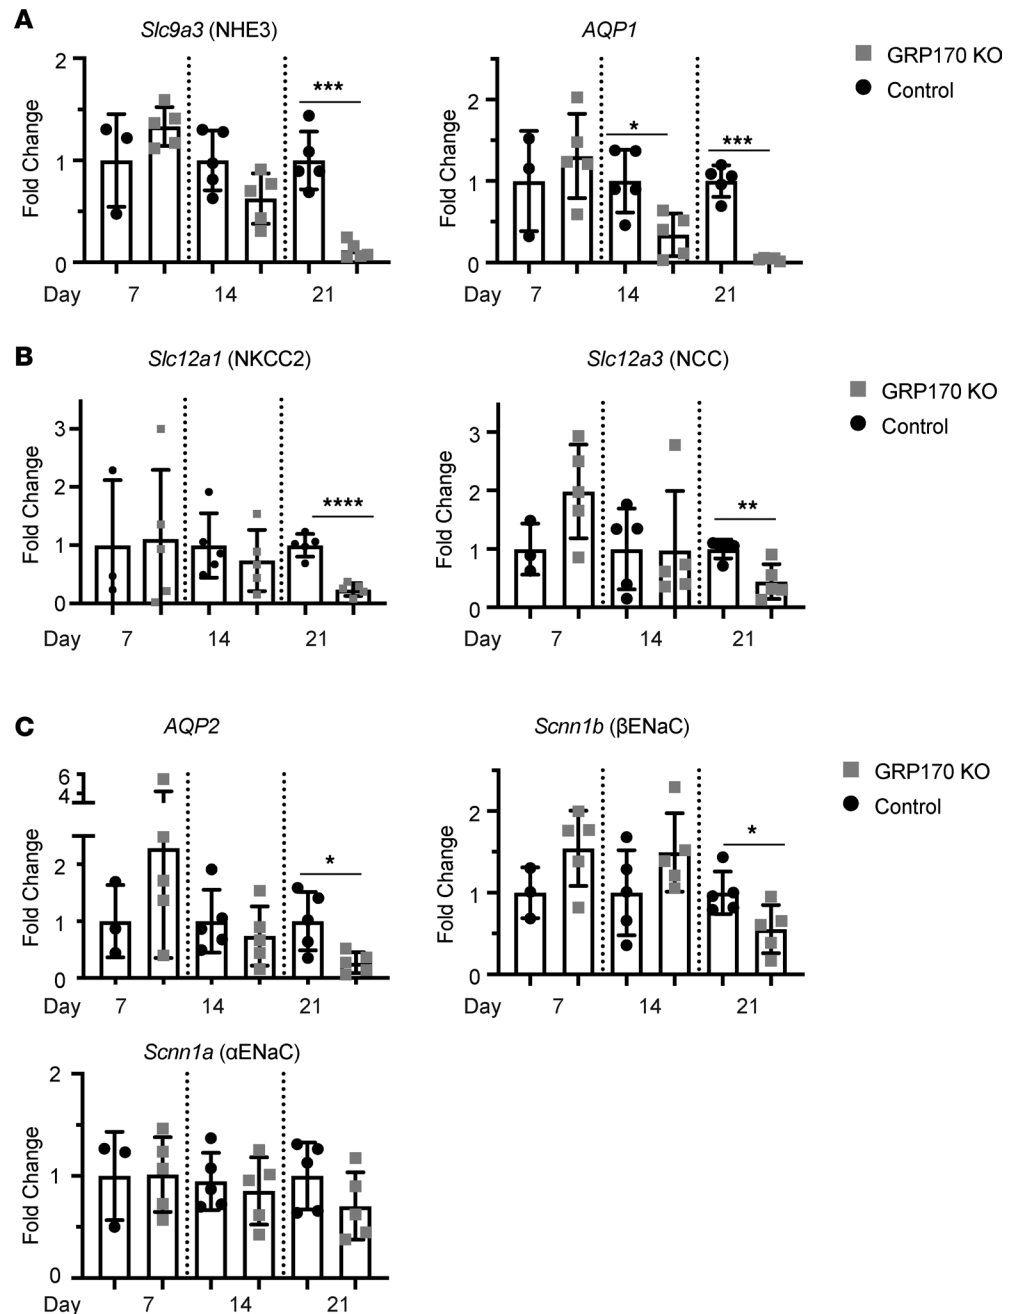 A
Slc9a3 (NHE3)
AQP1
GRP170 KO
Control
Fold Change
2
1
0
***
Day 7 14 21
Fold Change
2
1
0
*
***
7 14 21
B
Slc12a1 (NKCC2)
Slc12a3 (NCC)
GRP170 KO
Control
Fold Change
3
2
1
0
****
Day 7 14 21
Fold Change
3
2
1
0
**
Day 7 14 21
C
AQP2
Scnn1b (βENaC)
GRP170 KO
Control
Fold Change
6
4
2
1
0
*
Day 7 14 21
Fold Change
2
1
0
*
Day 7 14 21
Scnn1a (αENaC)
Fold Change
2
1
0
Day 7 14 21